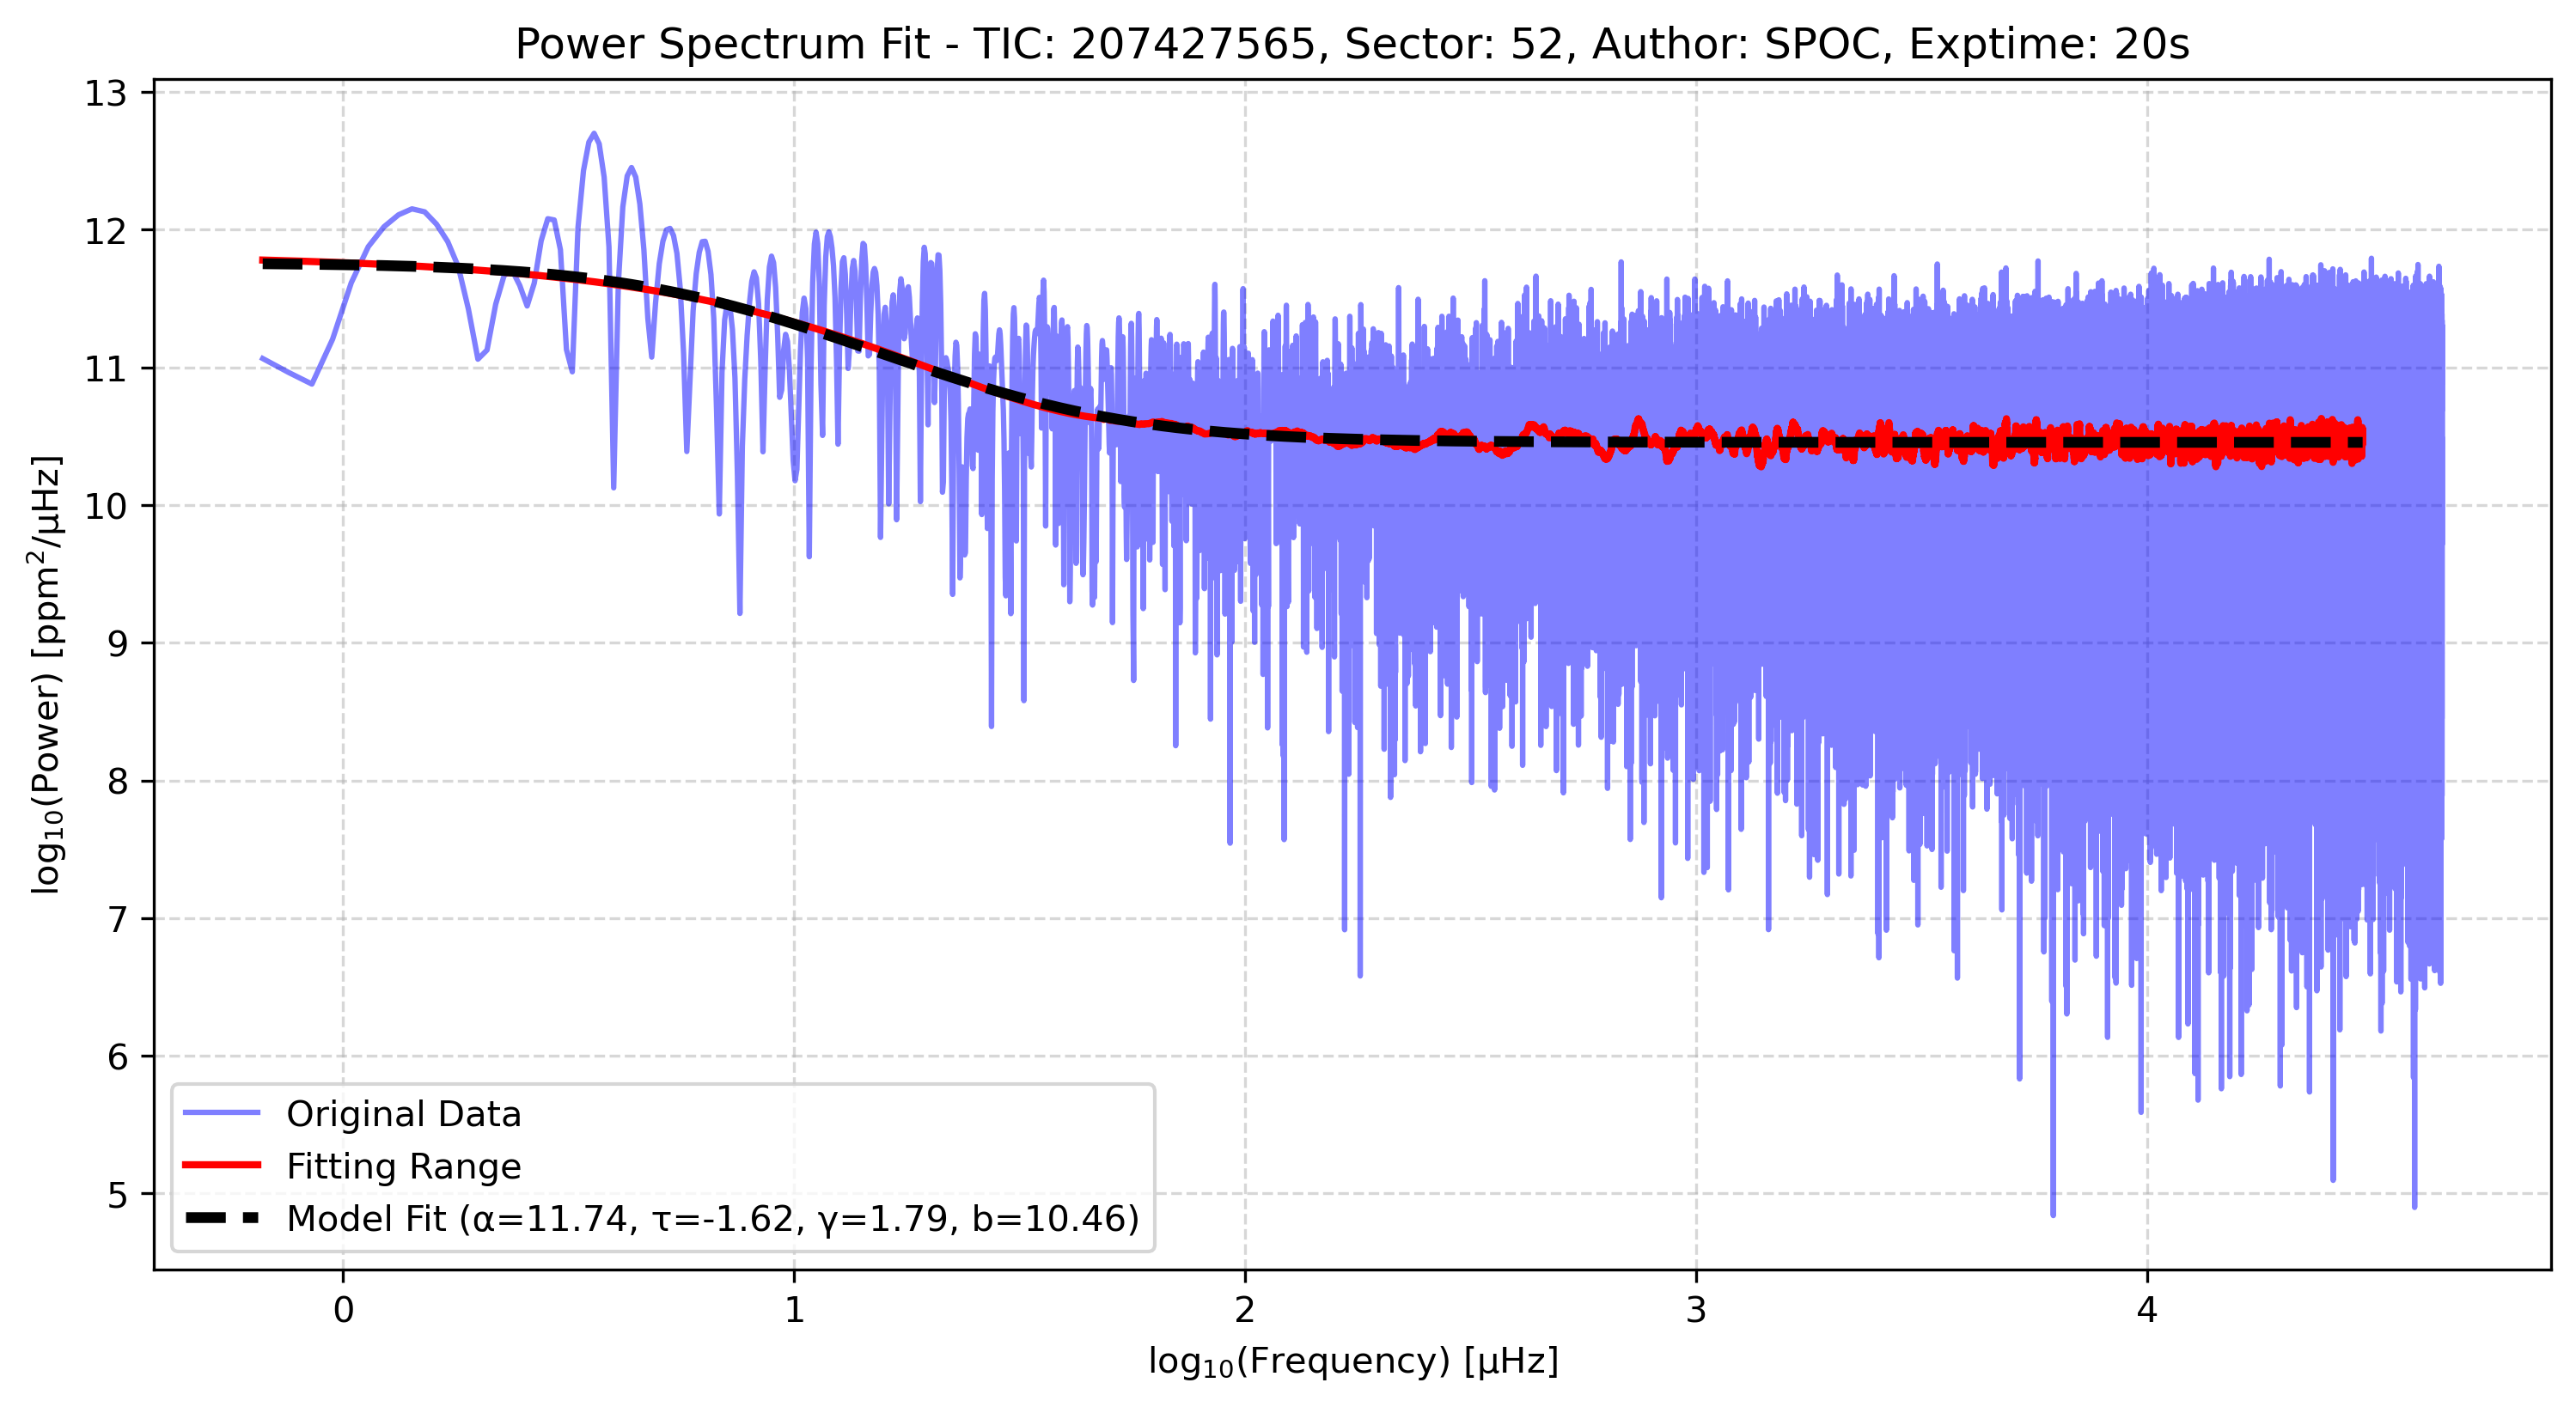 Power Spectrum Fit - TIC: 207427565, Sector: 52, Author: SPOC, Exptime: 20s
log₁₀(Power) [ppm²/µHz]
13
12
11
10
9
8
7
6
5
Original Data
Fitting Range
Model Fit (α=11.74, τ=-1.62, γ=1.79, b=10.46)
0 1 2 3 4
log₁₀(Frequency) [µHz]